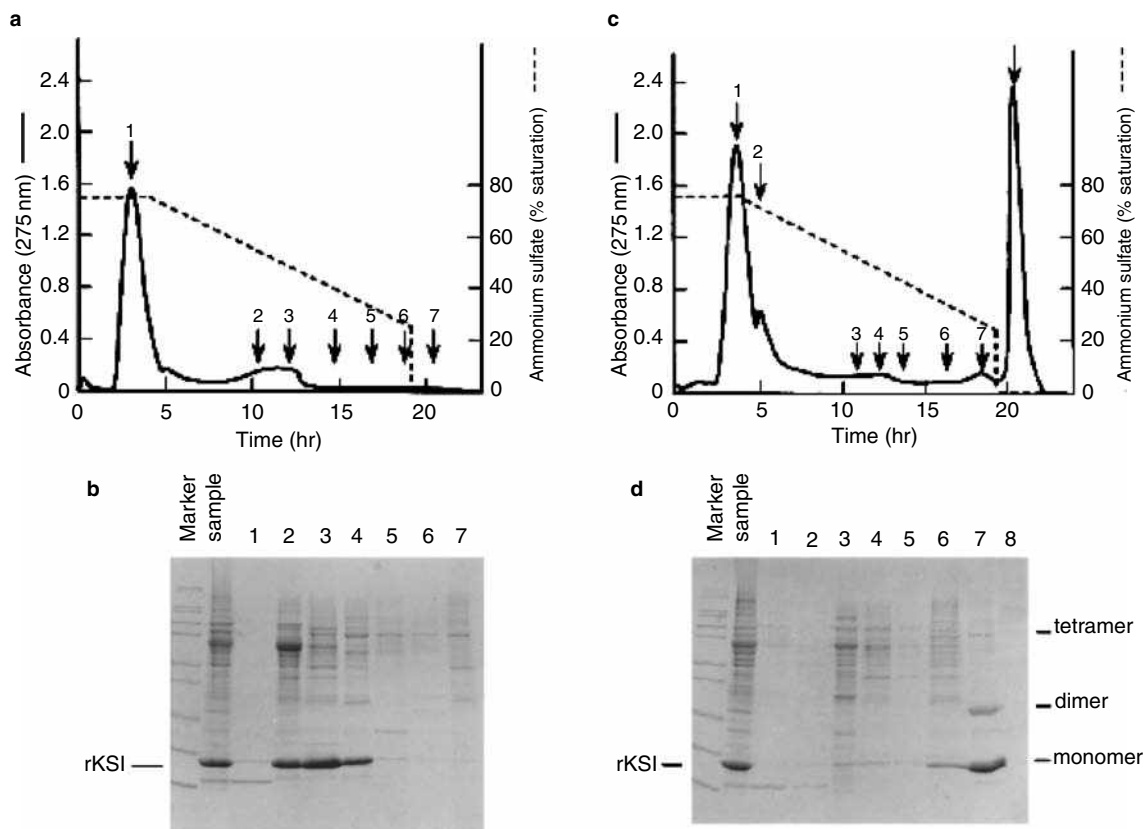 a
Absorbance (275 nm)
2.4
2.0
1.6
1.2
0.8
0.4
0
1
2 3 4 5 6 7
80
60
40
20
0
Ammonium sulfate (% saturation)
0 5 10 15 20
Time (hr)
c
Absorbance (275 nm)
2.4
2.0
1.6
1.2
0.8
0.4
0
1
2
3 4 5 6 7
80
60
40
20
0
Ammonium sulfate (% saturation)
0 5 10 15 20
Time (hr)
b
Marker
sample
1 2 3 4 5 6 7
rKSI
d
Marker
sample
1 2 3 4 5 6 7 8
rKSI
tetramer
dimer
monomer